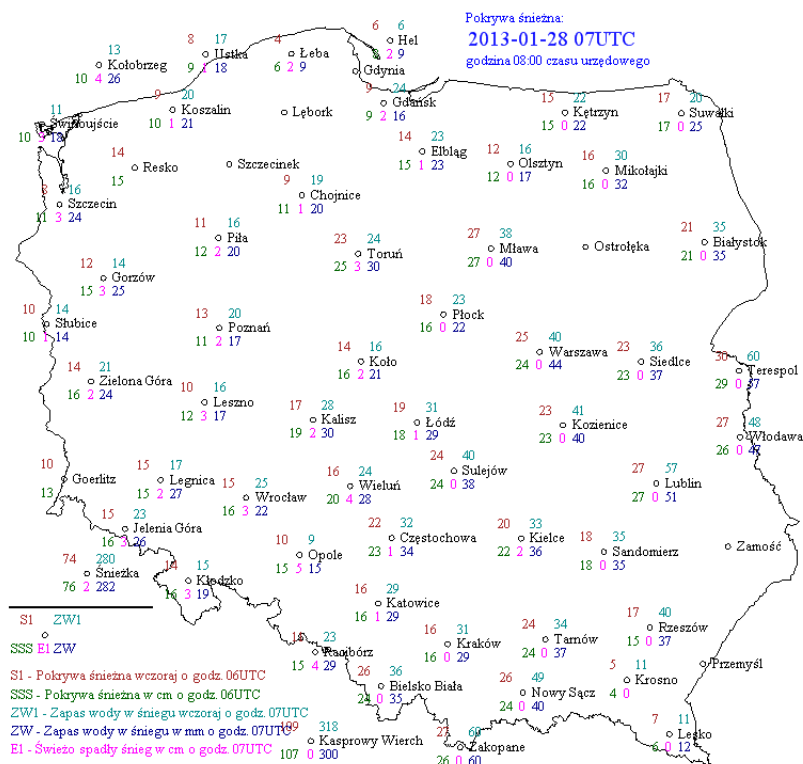 Pokrywa śnieżna:
2013-01-28 07UTC
godzina 08:00 czasu urzędowego
6 6
Hel
2 9
8 17
Ustka
9 1 18
4 9
Łeba
6 2 9
13
Kołobrzeg
10 4 26
Gdynia
9 20
Koszalin
10 1 21
Lębork
9 24
Gdańsk
9 2 16
15 22
Kętrzyn
15 0 22
17 20
Suwałki
17 0 25
11
Świnoujście
10 9 18
14 23
Elbląg
15 1 23
12 16
Olsztyn
12 0 17
16 30
Mikołajki
16 0 32
14
Resko
15
Szczecinek
9 19
Chojnice
11 1 20
8 16
Szczecin
11 3 24
11 16
Piła
12 2 20
23 24
Toruń
25 3 30
27 38
Mława
27 0 40
Ostrołęka
21 35
Białystok
21 0 35
12 14
Gorzów
15 3 25
10 14
Słubice
10 1 14
13 20
Poznań
11 2 17
18 23
Płock
16 0 22
14 16
Koło
16 2 21
25 40
Warszawa
24 0 44
23 36
Siedlce
23 0 37
30 60
Terespol
29 0 37
14 21
Zielona Góra
16 2 24
10 16
Leszno
12 3 17
17 28
Kalisz
19 2 30
19 31
Łódź
18 1 29
23 41
Kozienice
23 0 40
27 48
Włodawa
26 0 47
10
Goerlitz
13
15 17
Legnica
15 2 27
15 25
Wrocław
16 3 22
16 24
Wieluń
20 4 28
24 40
Sulejów
24 0 38
27 57
Lublin
27 0 51
15 23
Jelenia Góra
16 3 26
10 9
Opole
15 5 15
22 32
Częstochowa
23 1 34
20 33
Kielce
22 2 36
18 35
Sandomierz
18 0 35
Zamość
74 280
Śnieżka
76 2 282
14 15
Kłodzko
16 3 19
16 29
Katowice
16 1 29
23
Racibórz
15 4 29
16 31
Kraków
16 0 29
24 34
Tarnów
24 0 37
17 40
Rzeszów
15 0 37
Przemyśl
26 36
Bielsko Biała
24 0 35
26 49
Nowy Sącz
24 0 40
5 11
Krosno
4 0
109 318
Kasprowy Wierch
107 0 300
27 66
Zakopane
26 0 60
7 11
Lesko
6 0 12
S1 ZW1
SSS E1 ZW
S1 - Pokrywa śnieżna wczoraj o godz. 06UTC
SSS - Pokrywa śnieżna w cm o godz. 06UTC
ZW1 - Zapas wody w śniegu wczoraj o godz. 07UTC
ZW - Zapas wody w śniegu w mm o godz. 07UTC
E1 - Świeżo spadły śnieg w cm o godz. 07UTC